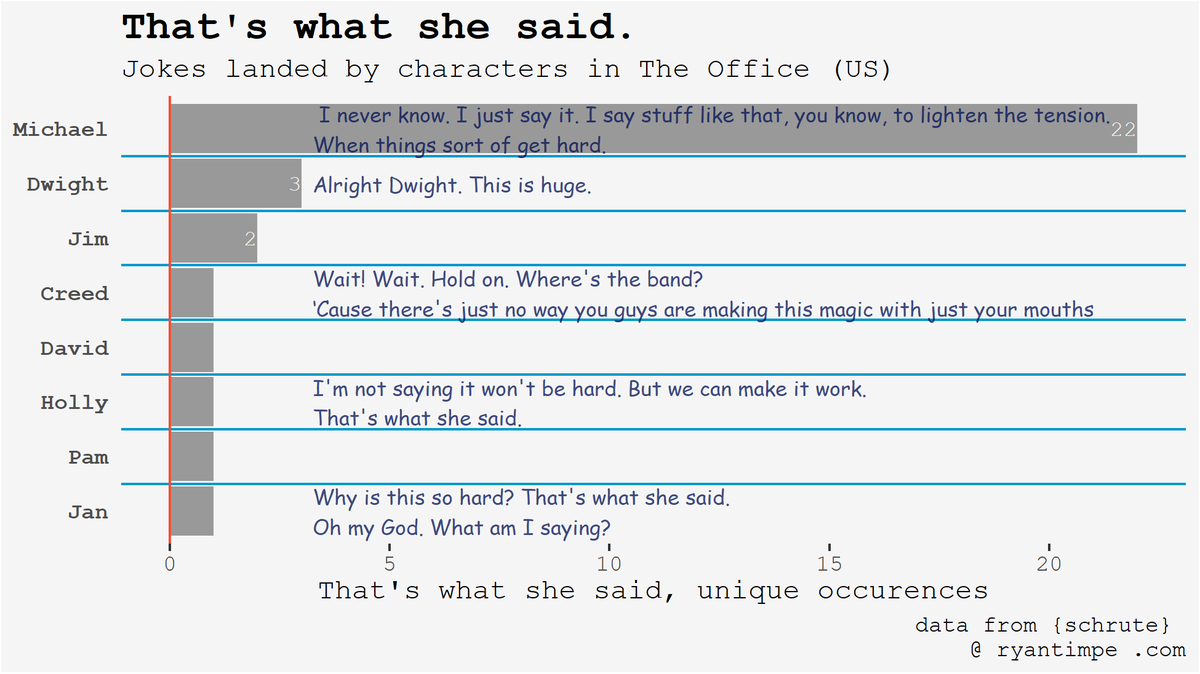 That's what she said.
Jokes landed by characters in The Office (US)
Michael
I never know. I just say it. I say stuff like that, you know, to lighten the tension.
When things sort of get hard.
22
Dwight
3
Alright Dwight. This is huge.
Jim
2
Creed
Wait! Wait. Hold on. Where's the band?
'Cause there's just no way you guys are making this magic with just your mouths
David
Holly
I'm not saying it won't be hard. But we can make it work.
That's what she said.
Pam
Jan
Why is this so hard? That's what she said.
Oh my God. What am I saying?
0 5 10 15 20
That's what she said, unique occurences
data from {schrute}
@ ryantimpe .com